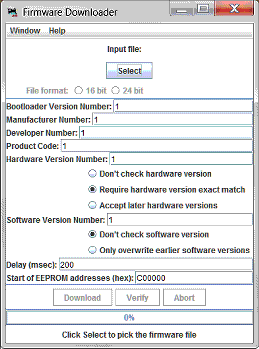 Firmware Downloader
Window Help
Input file:
Select
File format: 16 bit 24 bit
Bootloader Version Number: 1
Manufacturer Number: 1
Developer Number: 1
Product Code: 1
Hardware Version Number: 1
Don't check hardware version
Require hardware version exact match
Accept later hardware versions
Software Version Number: 1
Don't check software version
Only overwrite earlier software versions
Delay (msec): 200
Start of EEPROM addresses (hex): C00000
Download Verify Abort
0%
Click Select to pick the firmware file